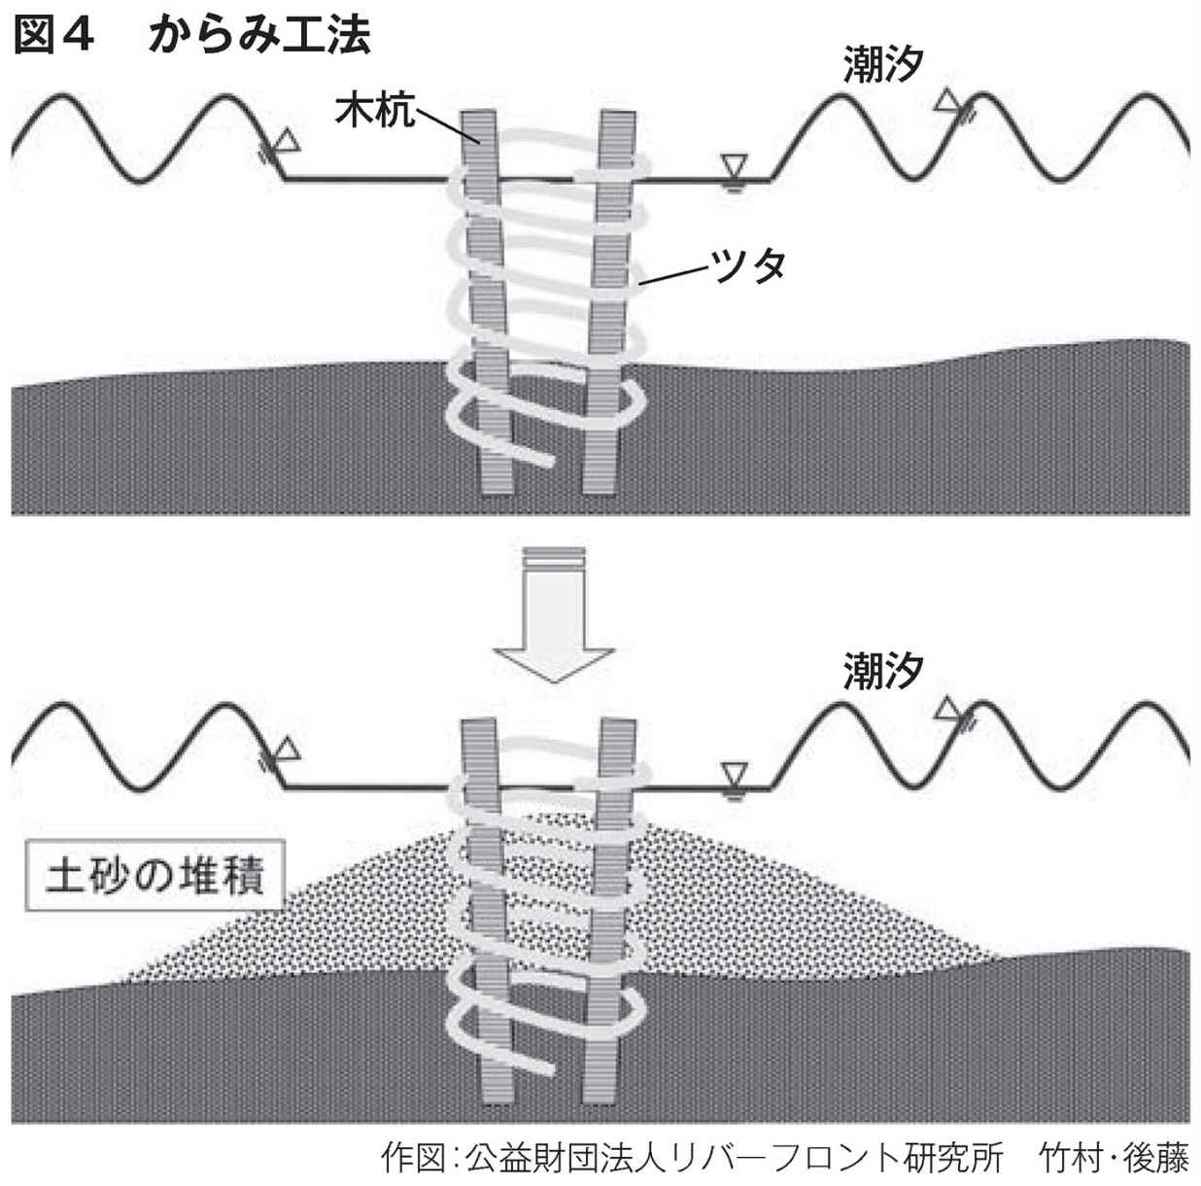 図４　からみ工法
潮汐
木杭
ツタ
潮汐
土砂の堆積
作図：公益財団法人リバーフロント研究所　竹村・後藤